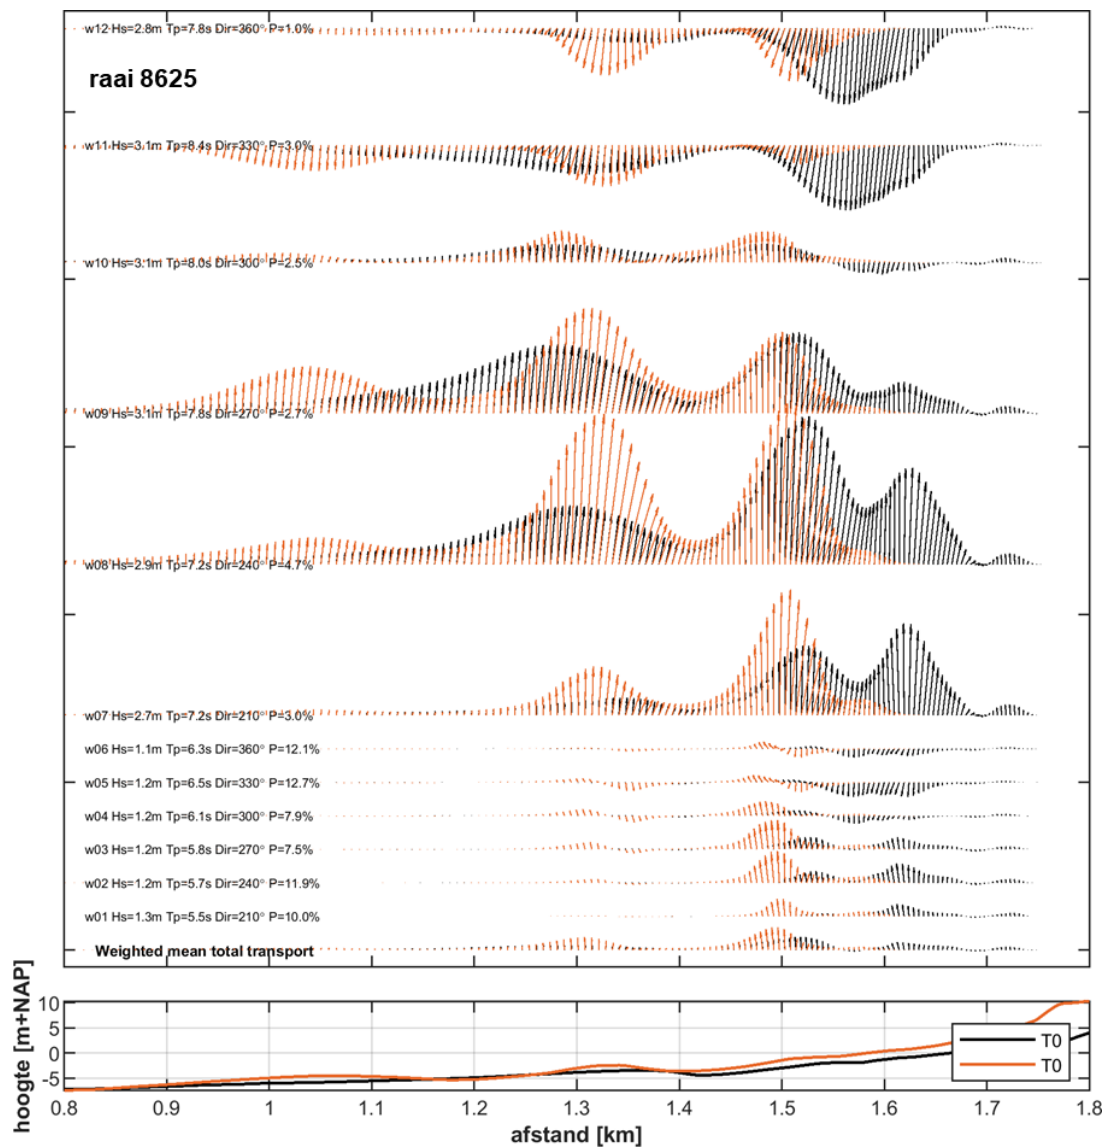 w12 Hs=2.8m Tp=7.8s Dir=360° P=1.0%
raai 8625
w11 Hs=3.1m Tp=8.4s Dir=330° P=3.0%
w10 Hs=3.1m Tp=8.0s Dir=300° P=2.5%
w09 Hs=3.1m Tp=7.8s Dir=270° P=2.7%
w08 Hs=2.9m Tp=7.2s Dir=240° P=4.7%
w07 Hs=2.7m Tp=7.2s Dir=210° P=3.0%
w06 Hs=1.1m Tp=6.3s Dir=360° P=12.1%
w05 Hs=1.2m Tp=6.5s Dir=330° P=12.7%
w04 Hs=1.2m Tp=6.1s Dir=300° P=7.9%
w03 Hs=1.2m Tp=5.8s Dir=270° P=7.5%
w02 Hs=1.2m Tp=5.7s Dir=240° P=11.9%
w01 Hs=1.3m Tp=5.5s Dir=210° P=10.0%
Weighted mean total transport
hoogte [m+NAP]
10
5
0
-5
T0
T0
0.8 0.9 1 1.1 1.2 1.3 1.4 1.5 1.6 1.7 1.8
afstand [km]